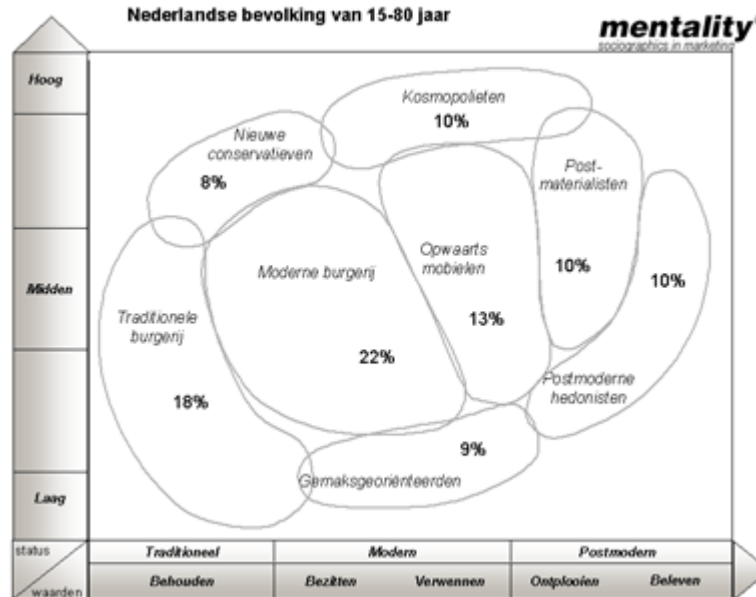 Nederlandse bevolking van 15-80 jaar
mentality
sociographics in marketing
Hoog
Kosmopolieten
10%
Nieuwe
conservatieven
8%
Post-
materialisten
10%
Opwaarts
mobielen
13%
Moderne burgerij
22%
Midden
10%
Traditionele
burgerij
18%
Postmoderne
hedonisten
9%
Gemaksgeoriënteerden
Laag
status
waarden
Traditioneel
Modern
Postmodern
Behouden
Bezitten
Verwennen
Ontplooien
Beleven